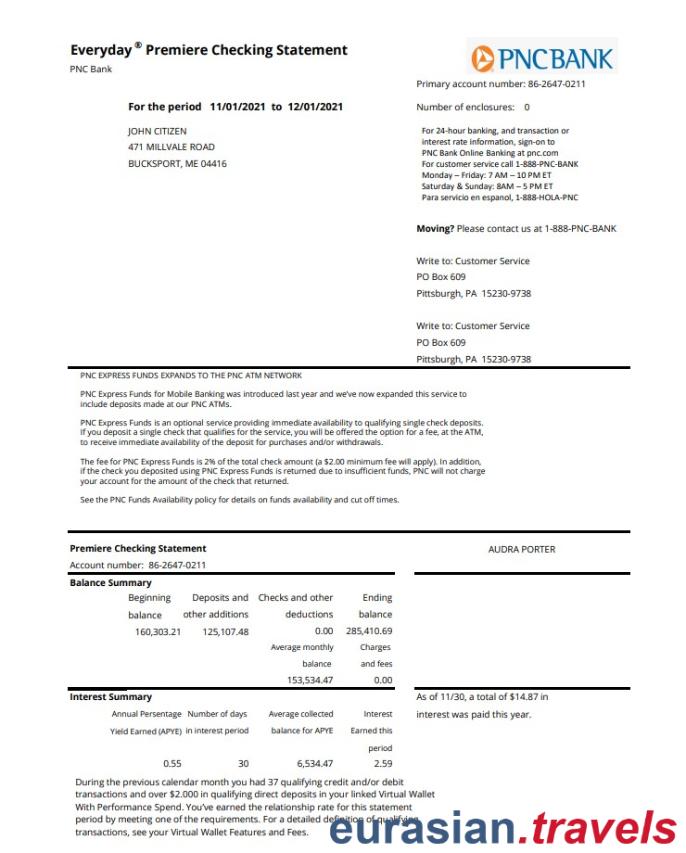 Everyday ® Premiere Checking Statement
PNC Bank
PNCBANK
Primary account number: 86-2647-0211
For the period 11/01/2021 to 12/01/2021
Number of enclosures: 0
JOHN CITIZEN
471 MILLVALE ROAD
BUCKSPORT, ME 04416
For 24-hour banking, and transaction or
interest rate information, sign-on to
PNC Bank Online Banking at pnc.com
For customer service call 1-888-PNC-BANK
Monday – Friday: 7 AM – 10 PM ET
Saturday & Sunday: 8AM – 5 PM ET
Para servicio en espanol, 1-888-HOLA-PNC
Moving? Please contact us at 1-888-PNC-BANK
Write to: Customer Service
PO Box 609
Pittsburgh, PA 15230-9738
Write to: Customer Service
PO Box 609
Pittsburgh, PA 15230-9738
PNC EXPRESS FUNDS EXPANDS TO THE PNC ATM NETWORK
PNC Express Funds for Mobile Banking was introduced last year and we've now expanded this service to
include deposits made at our PNC ATMs.
PNC Express Funds is an optional service providing immediate availability to qualifying single check deposits.
If you deposit a single check that qualifies for the service, you will be offered the option for a fee, at the ATM,
to receive immediate availability of the deposit for purchases and/or withdrawals.
The fee for PNC Express Funds is 2% of the total check amount (a $2.00 minimum fee will apply). In addition,
if the check you deposited using PNC Express Funds is returned due to insufficient funds, PNC will not charge
your account for the amount of the check that returned.
See the PNC Funds Availability policy for details on funds availability and cut off times.
Premiere Checking Statement
AUDRA PORTER
Account number: 86-2647-0211
Balance Summary
Beginning Deposits and Checks and other Ending
balance other additions deductions balance
160,303.21 125,107.48 0.00 285,410.69
Average monthly Charges
balance and fees
153,534.47 0.00
Interest Summary
As of 11/30, a total of $14.87 in
interest was paid this year.
Annual Persentage Number of days Average collected Interest
Yield Earned (APYE) in interest period balance for APYE Earned this
period
0.55 30 6,534.47 2.59
During the previous calendar month you had 37 qualifying credit and/or debit
transactions and over $2.000 in qualifying direct deposits in your linked Virtual Wallet
With Performance Spend. You've earned the relationship rate for this statement
period by meeting one of the requirements. For a detailed definition of qualifying
transactions, see your Virtual Wallet Features and Fees.
eurasian.travels